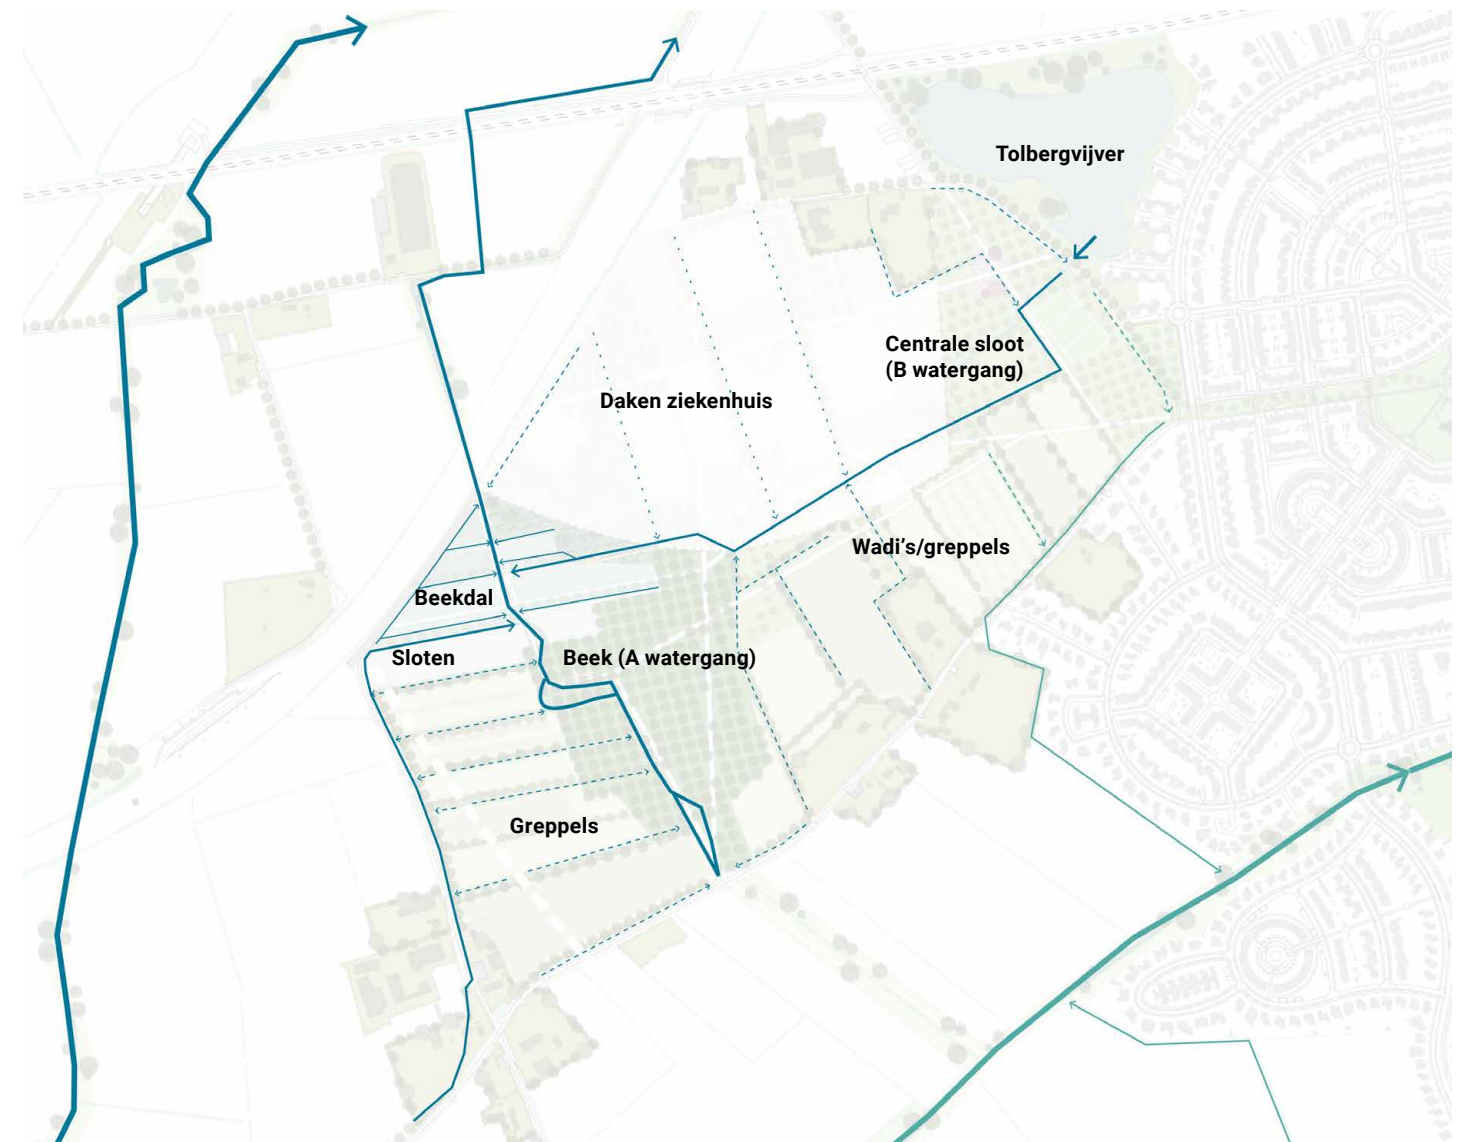 Tolbergvijver
Centrale sloot
(B watergang)
Daken ziekenhuis
Wadi's/greppels
Beekdal
Sloten
Beek (A watergang)
Greppels